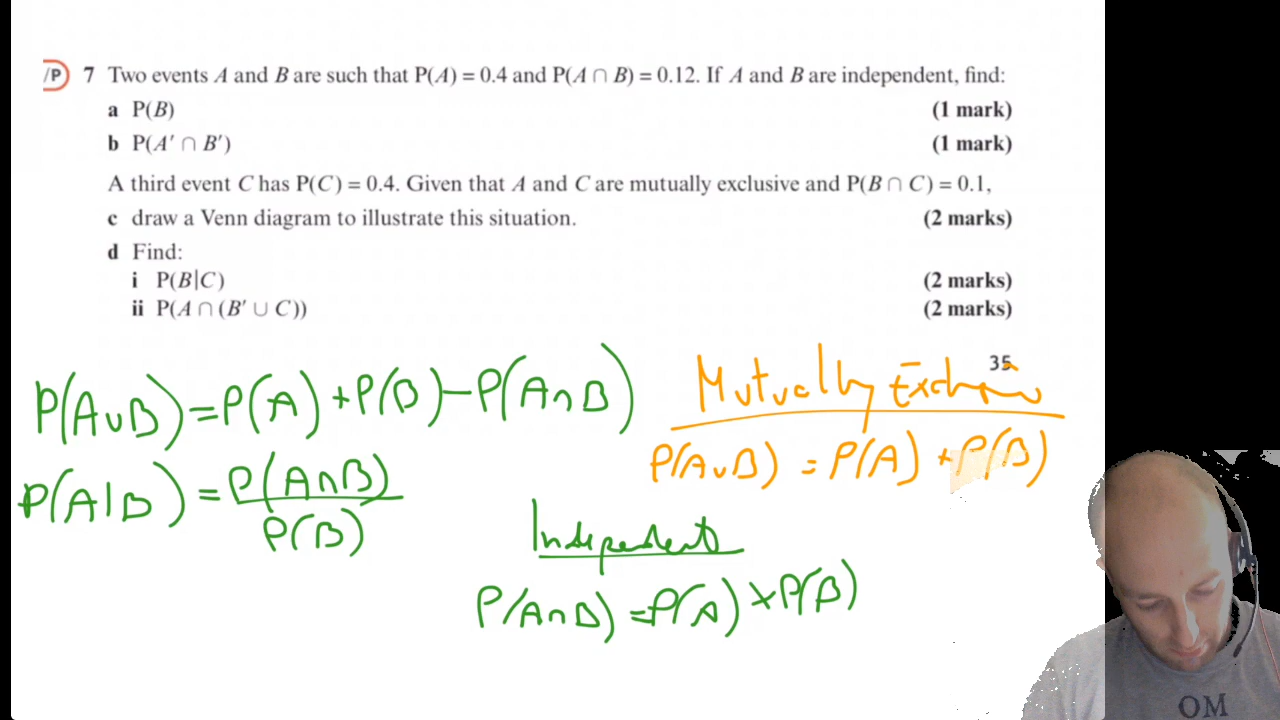 /P 7 Two events A and B are such that P(A) = 0.4 and P(A ∩ B) = 0.12. If A and B are independent, find:
a P(B) (1 mark)
b P(A′ ∩ B′) (1 mark)
A third event C has P(C) = 0.4. Given that A and C are mutually exclusive and P(B ∩ C) = 0.1,
c draw a Venn diagram to illustrate this situation. (2 marks)
d Find:
i P(B|C) (2 marks)
ii P(A ∩ (B′ ∪ C)) (2 marks)
35
P(A∪B) = P(A) + P(B) - P(A∩B)
Mutually
P(A∪B) = P(A) + P(B)
P(A|B) = P(A∩B)
P(B)
Independent
P(A∩B) = P(A) × P(B)
OM